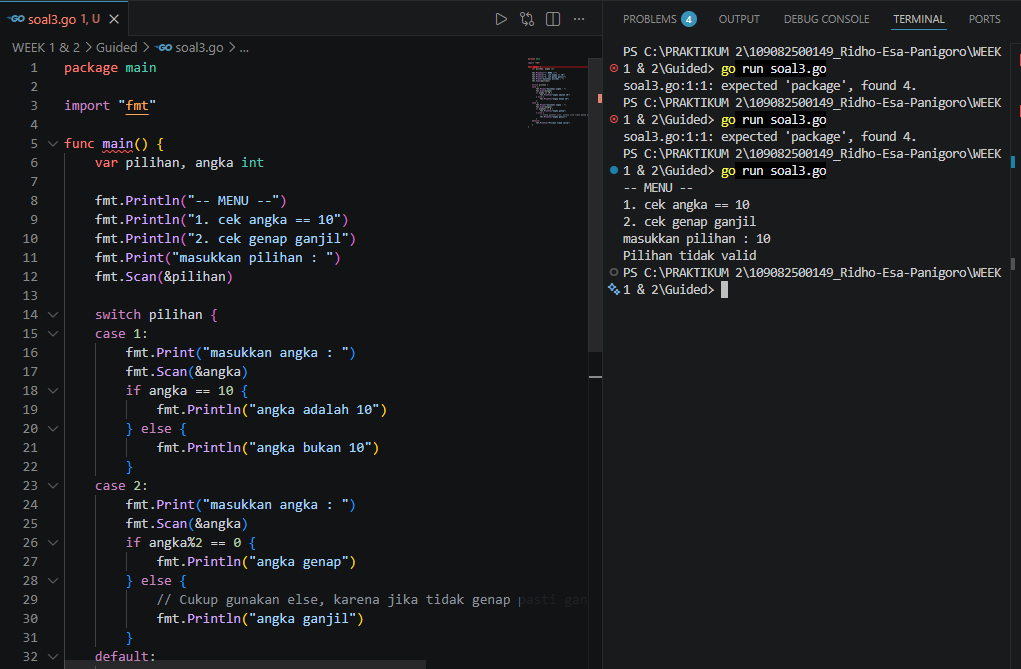 soal3.go 1, U
WEEK 1 & 2 > Guided > soal3.go > ...
1 package main
2
3 import "fmt"
4
5 func main() {
6 var pilihan, angka int
7
8 fmt.Println("-- MENU --")
9 fmt.Println("1. cek angka == 10")
10 fmt.Println("2. cek genap ganjil")
11 fmt.Print("masukkan pilihan : ")
12 fmt.Scan(&pilihan)
13
14 switch pilihan {
15 case 1:
16 fmt.Print("masukkan angka : ")
17 fmt.Scan(&angka)
18 if angka == 10 {
19 fmt.Println("angka adalah 10")
20 } else {
21 fmt.Println("angka bukan 10")
22 }
23 case 2:
24 fmt.Print("masukkan angka : ")
25 fmt.Scan(&angka)
26 if angka%2 == 0 {
27 fmt.Println("angka genap")
28 } else {
29 // Cukup gunakan else, karena jika tidak genap pasti gan
30 fmt.Println("angka ganjil")
31 }
32 default:
PROBLEMS 4 OUTPUT DEBUG CONSOLE TERMINAL PORTS
PS C:\PRAKTIKUM 2\109082500149_Ridho-Esa-Panigoro\WEEK
1 & 2\Guided> go run soal3.go
soal3.go:1:1: expected 'package', found 4.
PS C:\PRAKTIKUM 2\109082500149_Ridho-Esa-Panigoro\WEEK
1 & 2\Guided> go run soal3.go
soal3.go:1:1: expected 'package', found 4.
PS C:\PRAKTIKUM 2\109082500149_Ridho-Esa-Panigoro\WEEK
1 & 2\Guided> go run soal3.go
-- MENU --
1. cek angka == 10
2. cek genap ganjil
masukkan pilihan : 10
Pilihan tidak valid
PS C:\PRAKTIKUM 2\109082500149_Ridho-Esa-Panigoro\WEEK
1 & 2\Guided>